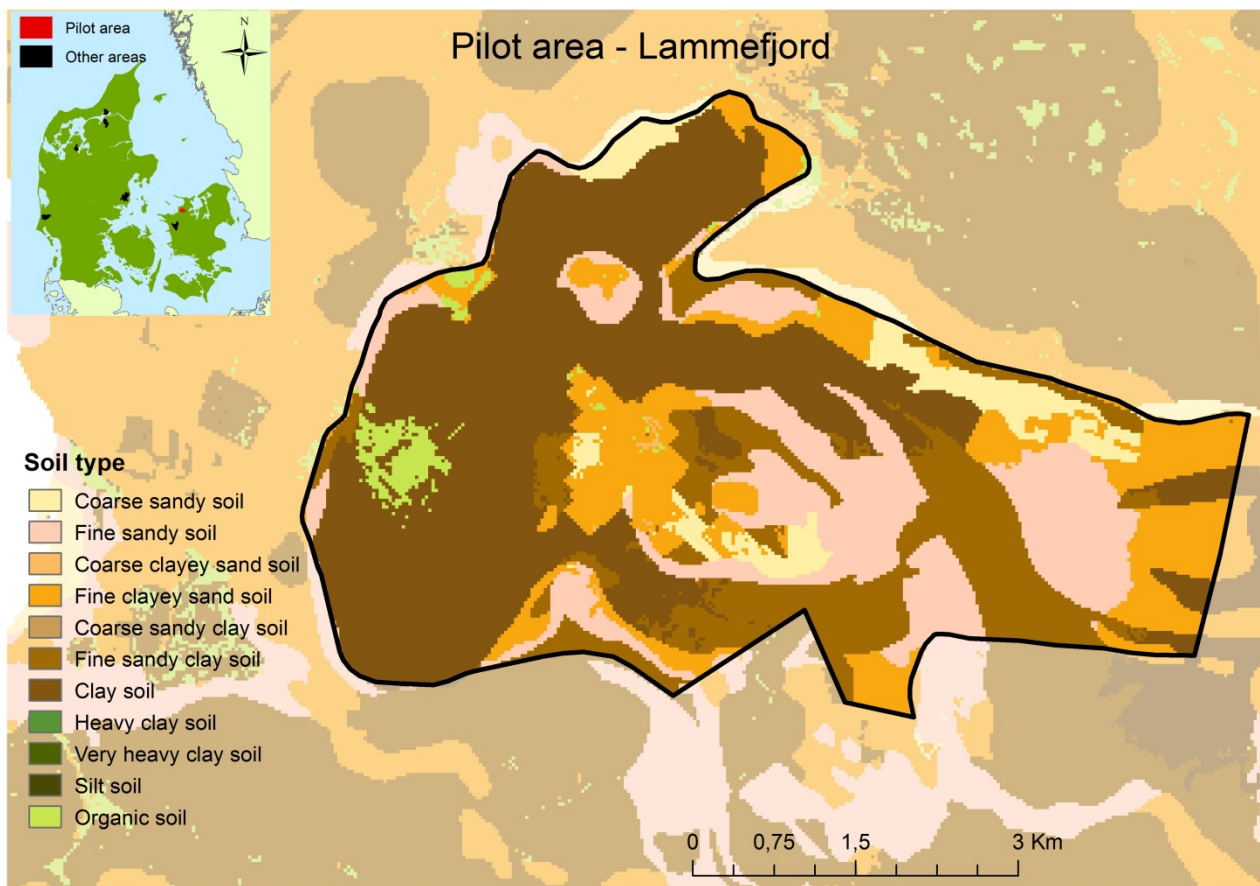 Pilot area
Other areas
N
Pilot area - Lammefjord
Soil type
Coarse sandy soil
Fine sandy soil
Coarse clayey sand soil
Fine clayey sand soil
Coarse sandy clay soil
Fine sandy clay soil
Clay soil
Heavy clay soil
Very heavy clay soil
Silt soil
Organic soil
0 0,75 1,5 3 Km